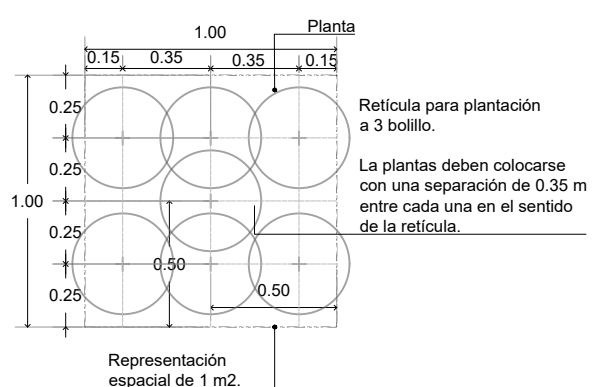 Planta
1.00
0.15 0.35 0.35 0.15
0.25
0.25
1.00
0.25
0.25
0.50
0.50
Retícula para plantación
a 3 bolillo.
La plantas deben colocarse
con una separación de 0.35 m
entre cada una en el sentido
de la retícula.
Representación
espacial de 1 m2.